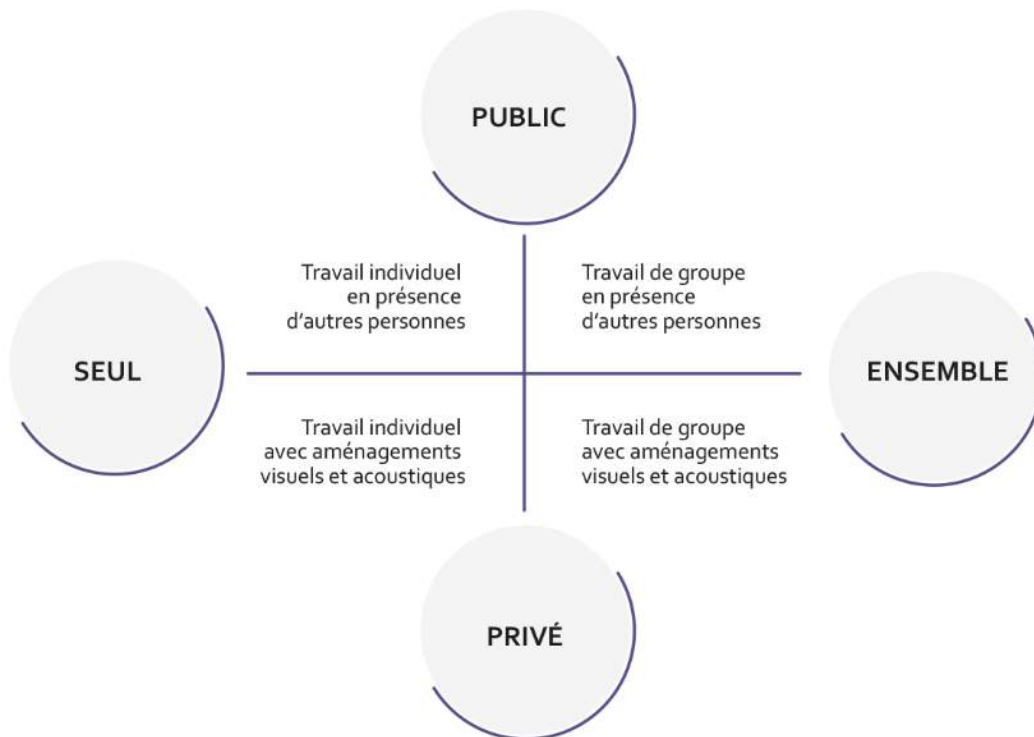 PUBLIC
Travail individuel
en présence
d'autres personnes
Travail de groupe
en présence
d'autres personnes
SEUL
ENSEMBLE
Travail individuel
avec aménagements
visuels et acoustiques
Travail de groupe
avec aménagements
visuels et acoustiques
PRIVÉ